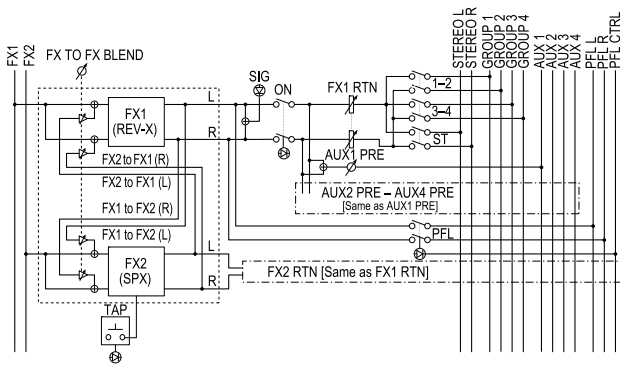 FX1
FX2
FX TO FX BLEND
STEREO L
STEREO R
GROUP 1
GROUP 2
GROUP 3
GROUP 4
AUX 1
AUX 2
AUX 3
AUX 4
PFL L
PFL R
PFL CTRL
SIG
ON
FX1 RTN
L
FX1
(REV-X)
R
1–2
3–4
ST
AUX1 PRE
FX2 to FX1 (R)
FX2 to FX1 (L)
FX1 to FX2 (R)
FX1 to FX2 (L)
AUX2 PRE – AUX4 PRE
[Same as AUX1 PRE]
PFL
L
FX2
(SPX)
R
FX2 RTN [Same as FX1 RTN]
TAP